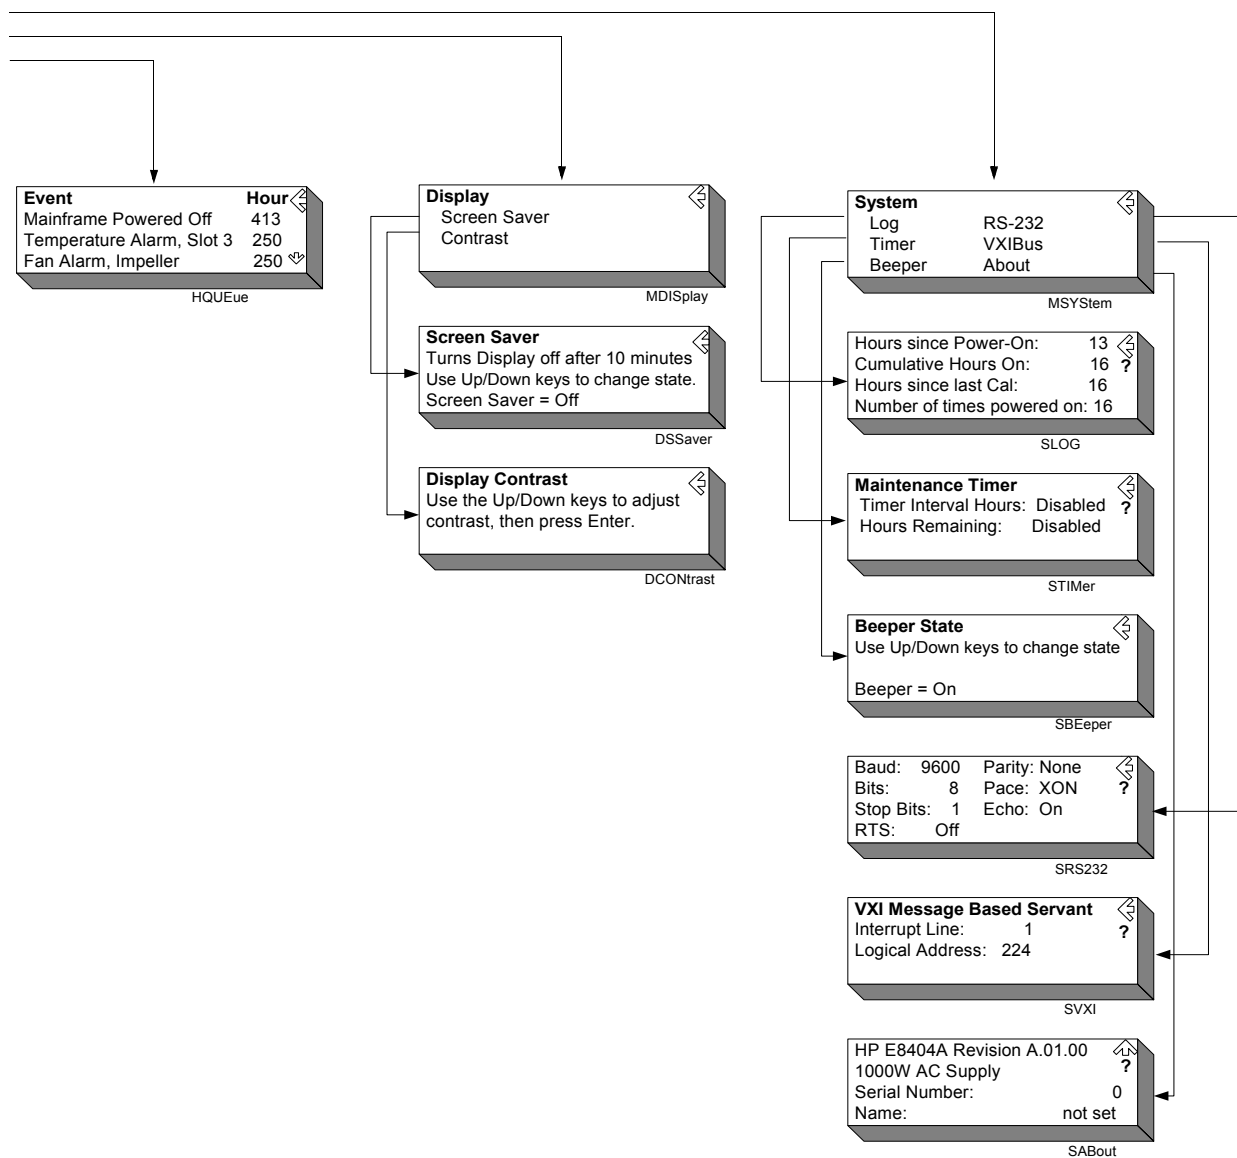 Event Hour
Mainframe Powered Off 413
Temperature Alarm, Slot 3 250
Fan Alarm, Impeller 250
HQUEue
Display
Screen Saver
Contrast
MDISplay
Screen Saver
Turns Display off after 10 minutes
Use Up/Down keys to change state.
Screen Saver = Off
DSSaver
Display Contrast
Use the Up/Down keys to adjust
contrast, then press Enter.
DCONtrast
System
Log RS-232
Timer VXIBus
Beeper About
MSYStem
Hours since Power-On: 13
Cumulative Hours On: 16 ?
Hours since last Cal: 16
Number of times powered on: 16
SLOG
Maintenance Timer
Timer Interval Hours: Disabled ?
Hours Remaining: Disabled
STIMer
Beeper State
Use Up/Down keys to change state
Beeper = On
SBEeper
Baud: 9600 Parity: None
Bits: 8 Pace: XON ?
Stop Bits: 1 Echo: On
RTS: Off
SRS232
VXI Message Based Servant
Interrupt Line: 1 ?
Logical Address: 224
SVXI
HP E8404A Revision A.01.00
1000W AC Supply ?
Serial Number: 0
Name: not set
SABout